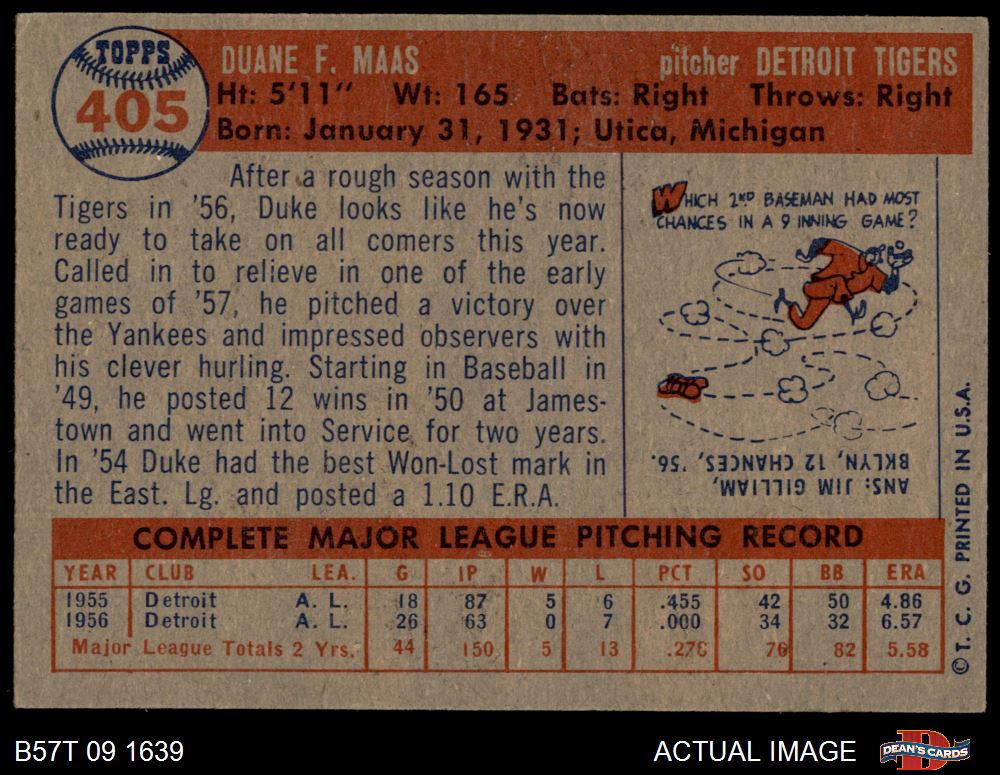 TOPPS
405
DUANE F. MAAS pitcher DETROIT TIGERS
Ht: 5'11" Wt: 165 Bats: Right Throws: Right
Born: January 31, 1931; Utica, Michigan
After a rough season with the
Tigers in '56, Duke looks like he's now
ready to take on all comers this year.
Called in to relieve in one of the early
games of '57, he pitched a victory over
the Yankees and impressed observers with
his clever hurling. Starting in Baseball in
'49, he posted 12 wins in '50 at James-
town and went into Service for two years.
In '54 Duke had the best Won-Lost mark in
the East. Lg. and posted a 1.10 E.R.A.
WHICH 2ND BASEMAN HAD MOST
CHANCES IN A 9 INNING GAME?
ANS: JIM GILLIAM,
BKLYN, 12 CHANCES, '56.
COMPLETE MAJOR LEAGUE PITCHING RECORD
YEAR CLUB LEA. G IP W L PCT SO BB ERA
1955 Detroit A. L. 18 87 5 6 .455 42 50 4.86
1956 Detroit A. L. 26 63 0 7 .000 34 32 6.57
Major League Totals 2 Yrs. 44 150 5 13 .278 76 82 5.58
© T. C. G. PRINTED IN U.S.A.
B57T 09 1639 ACTUAL IMAGE
D
DEAN'S CARDS